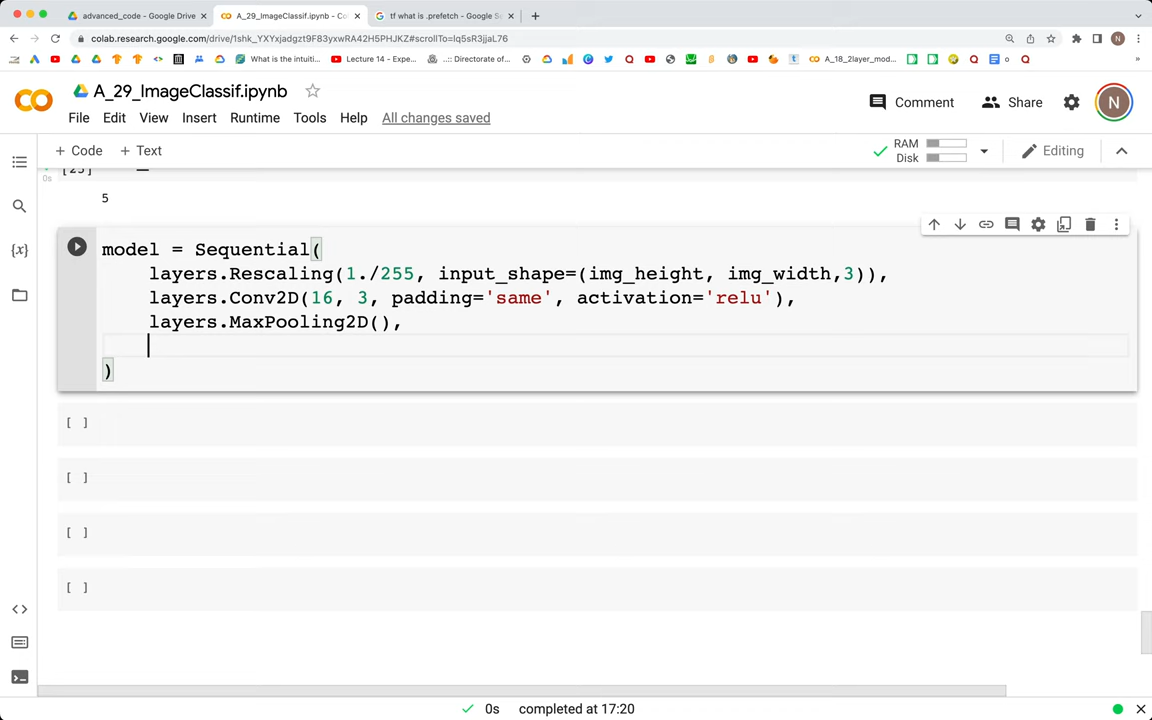 advanced_code - Google Drive
A_29_ImageClassif.ipynb - Co
tf what is .prefetch - Google Se
colab.research.google.com/drive/1shk_YXYxjadgzt9F83yxwRA42H5PHJKZ#scrollTo=lq5sR3jjaL76
N
What is the intuiti...
Lecture 14 - Expe...
..:: Directorate of...
A_18_2layer_mod...
A_29_ImageClassif.ipynb
Comment
Share
N
File Edit View Insert Runtime Tools Help All changes saved
+ Code + Text
RAM
Disk
Editing
0s
5
model = Sequential(
layers.Rescaling(1./255, input_shape=(img_height, img_width,3)),
layers.Conv2D(16, 3, padding='same', activation='relu'),
layers.MaxPooling2D(),
)
[ ]
[ ]
[ ]
[ ]
{x}
0s completed at 17:20